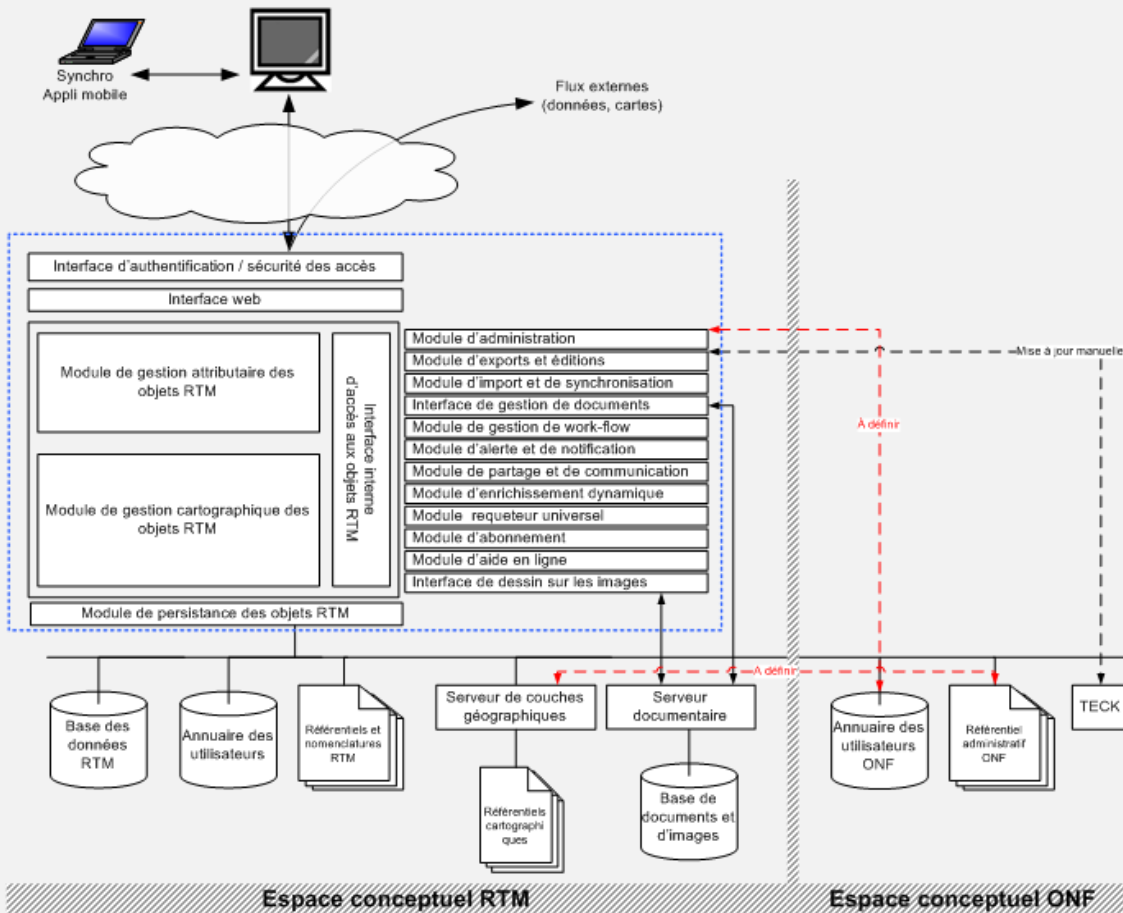 Synchro
Appli mobile
Flux externes
(données, cartes)
Interface d'authentification / sécurité des accès
Interface web
Module de gestion attributaire des
objets RTM
Module de gestion cartographique des
objets RTM
Interface interne
d'accès aux objets RTM
Module d'administration
Module d'exports et éditions
Module d'import et de synchronisation
Interface de gestion de documents
Module de gestion de work-flow
Module d'alerte et de notification
Module de partage et de communication
Module d'enrichissement dynamique
Module requeteur universel
Module d'abonnement
Module d'aide en ligne
Interface de dessin sur les images
Module de persistance des objets RTM
Mise à jour manuelle
À définir
À définir
Base des
données
RTM
Annuaire des
utilisateurs
Référentiels et
nomenclatures
RTM
Serveur de couches
géographiques
Serveur
documentaire
Référentiels
cartographi
ques
Base de
documents et
d'images
Annuaire des
utilisateurs
ONF
Référentiel
administratif
ONF
TECK
Espace conceptuel RTM
Espace conceptuel ONF